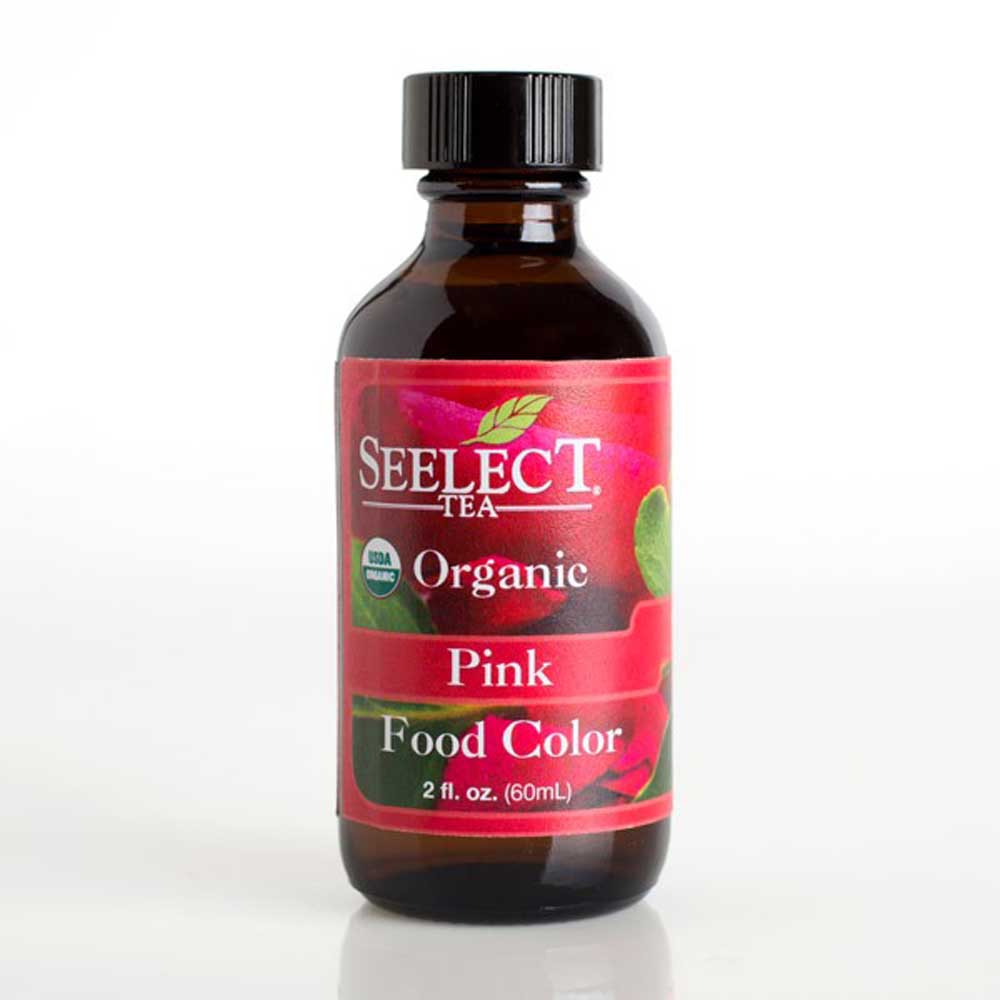 SEELECT®
TEA
USDA
ORGANIC
Organic
Pink
Food Color
2 fl. oz. (60mL)